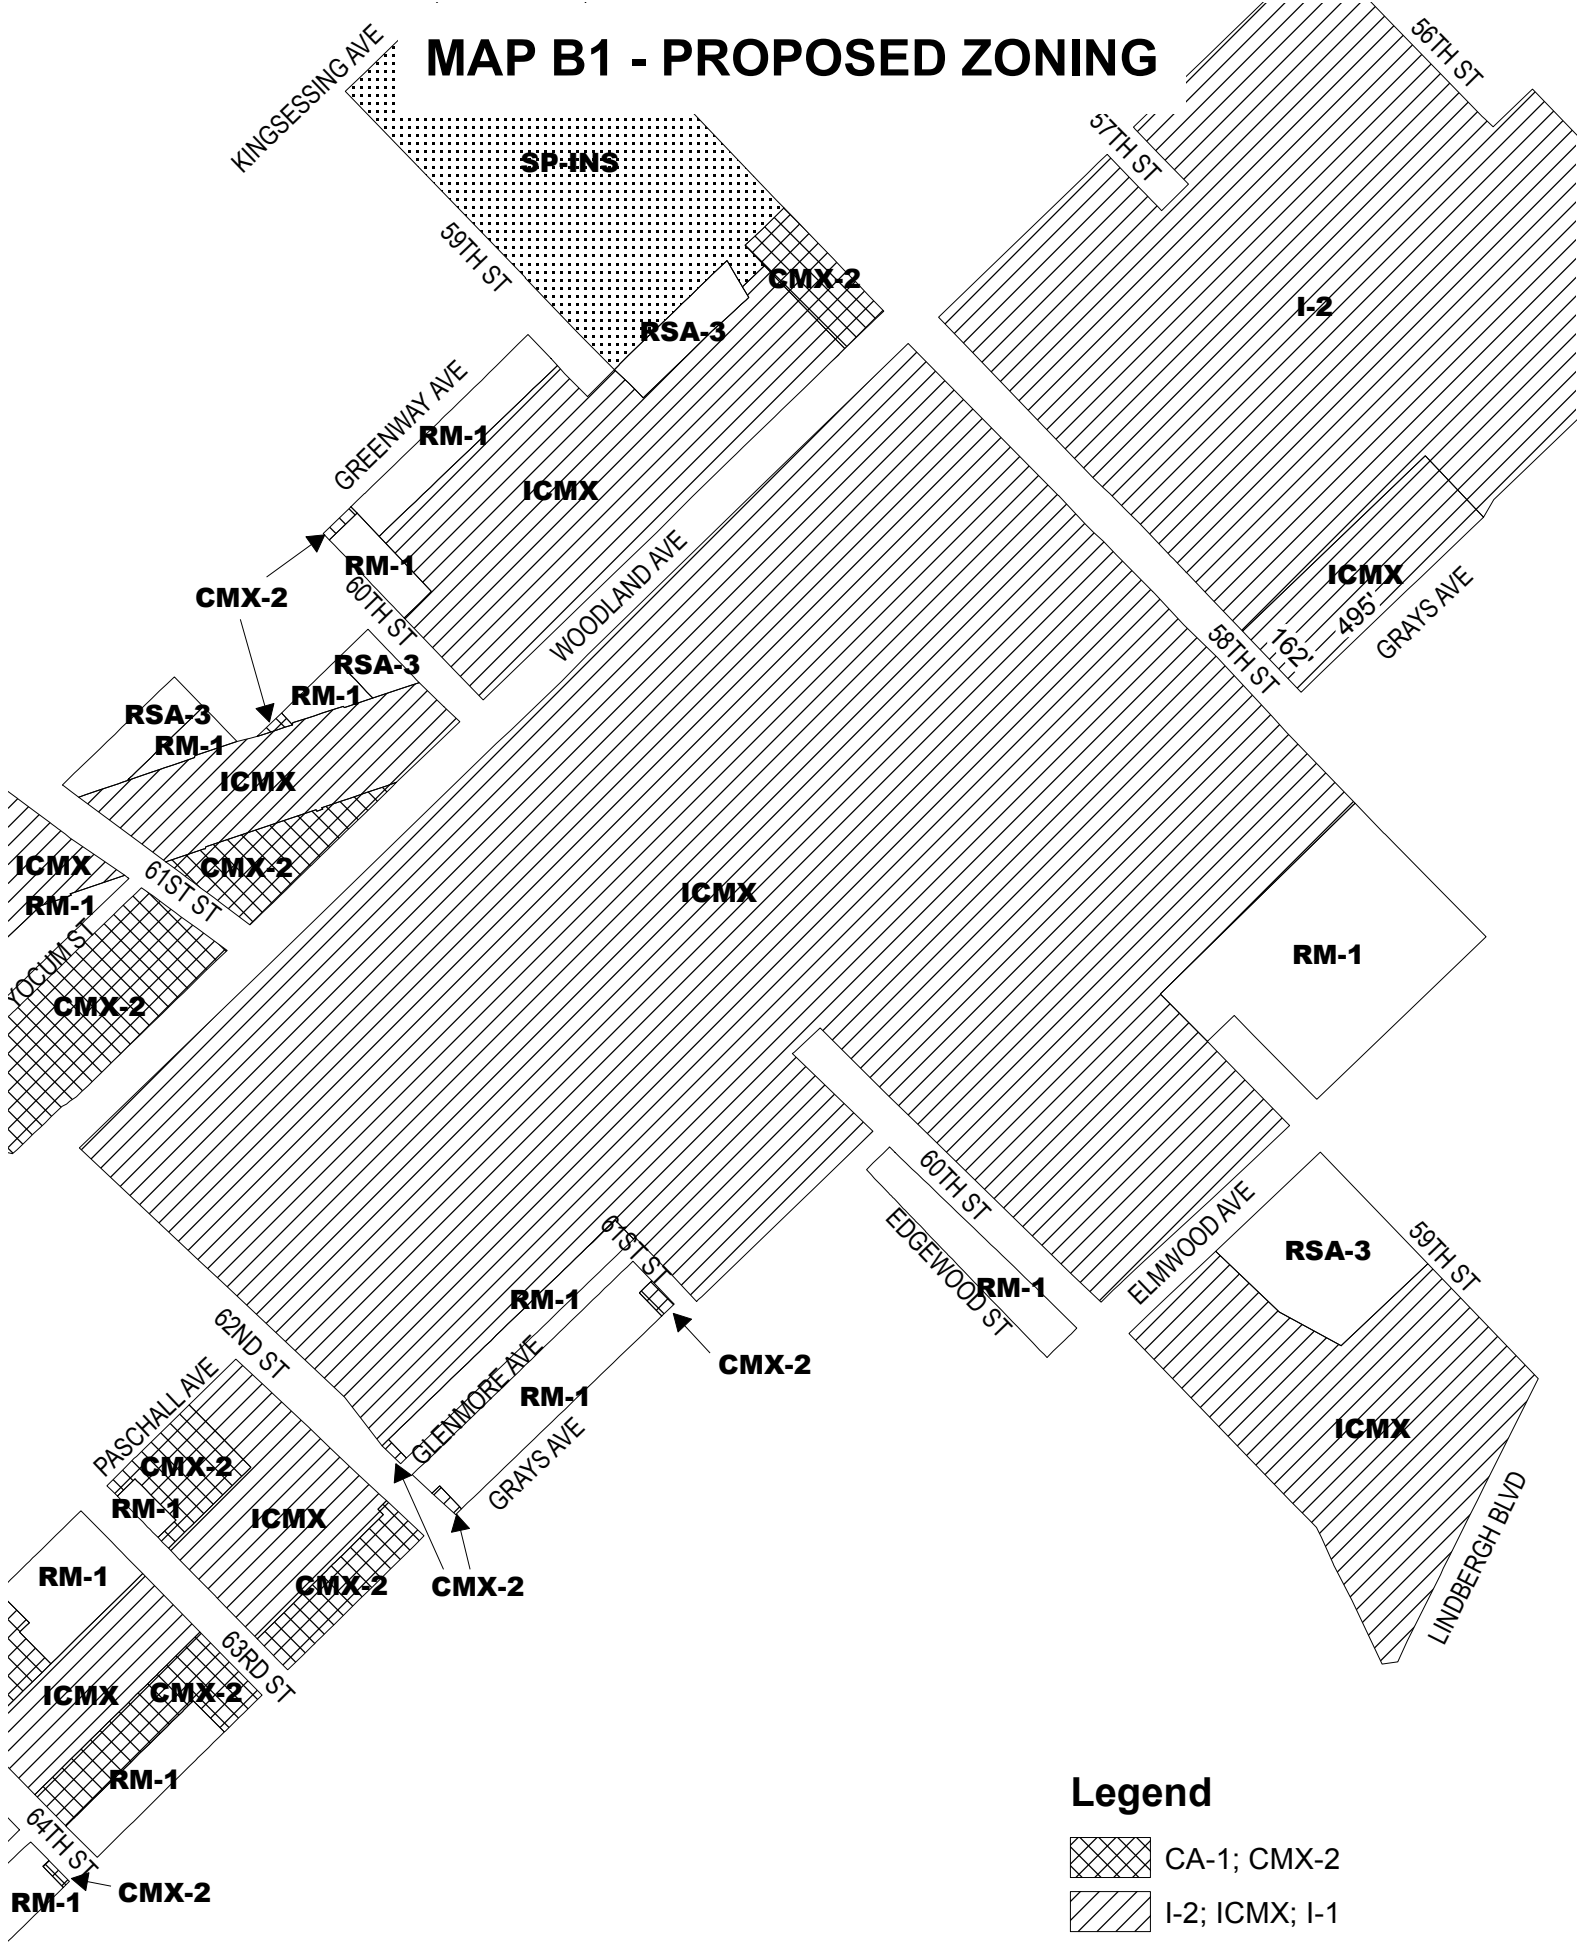 MAP B1 - PROPOSED ZONING
KINGSESSING AVE
56TH ST
57TH ST
SP-INS
59TH ST
CMX-2
I-2
RSA-3
GREENWAY AVE
RM-1
ICMX
WOODLAND AVE
RM-1
ICMX
CMX-2
60TH ST
495'
GRAYS AVE
162'
58TH ST
RSA-3
RM-1
RSA-3
RM-1
ICMX
ICMX
CMX-2
61ST ST
RM-1
ICMX
YOCUM ST
CMX-2
RM-1
60TH ST
EDGEWOOD ST
ELMWOOD AVE
RSA-3
59TH ST
61ST ST
RM-1
RM-1
62ND ST
CMX-2
GLENMORE AVE
RM-1
PASCHALL AVE
GRAYS AVE
ICMX
CMX-2
RM-1
ICMX
LINDBERGH BLVD
RM-1
CMX-2
CMX-2
63RD ST
ICMX
CMX-2
RM-1
64TH ST
CMX-2
RM-1
Legend
CA-1; CMX-2
I-2; ICMX; I-1